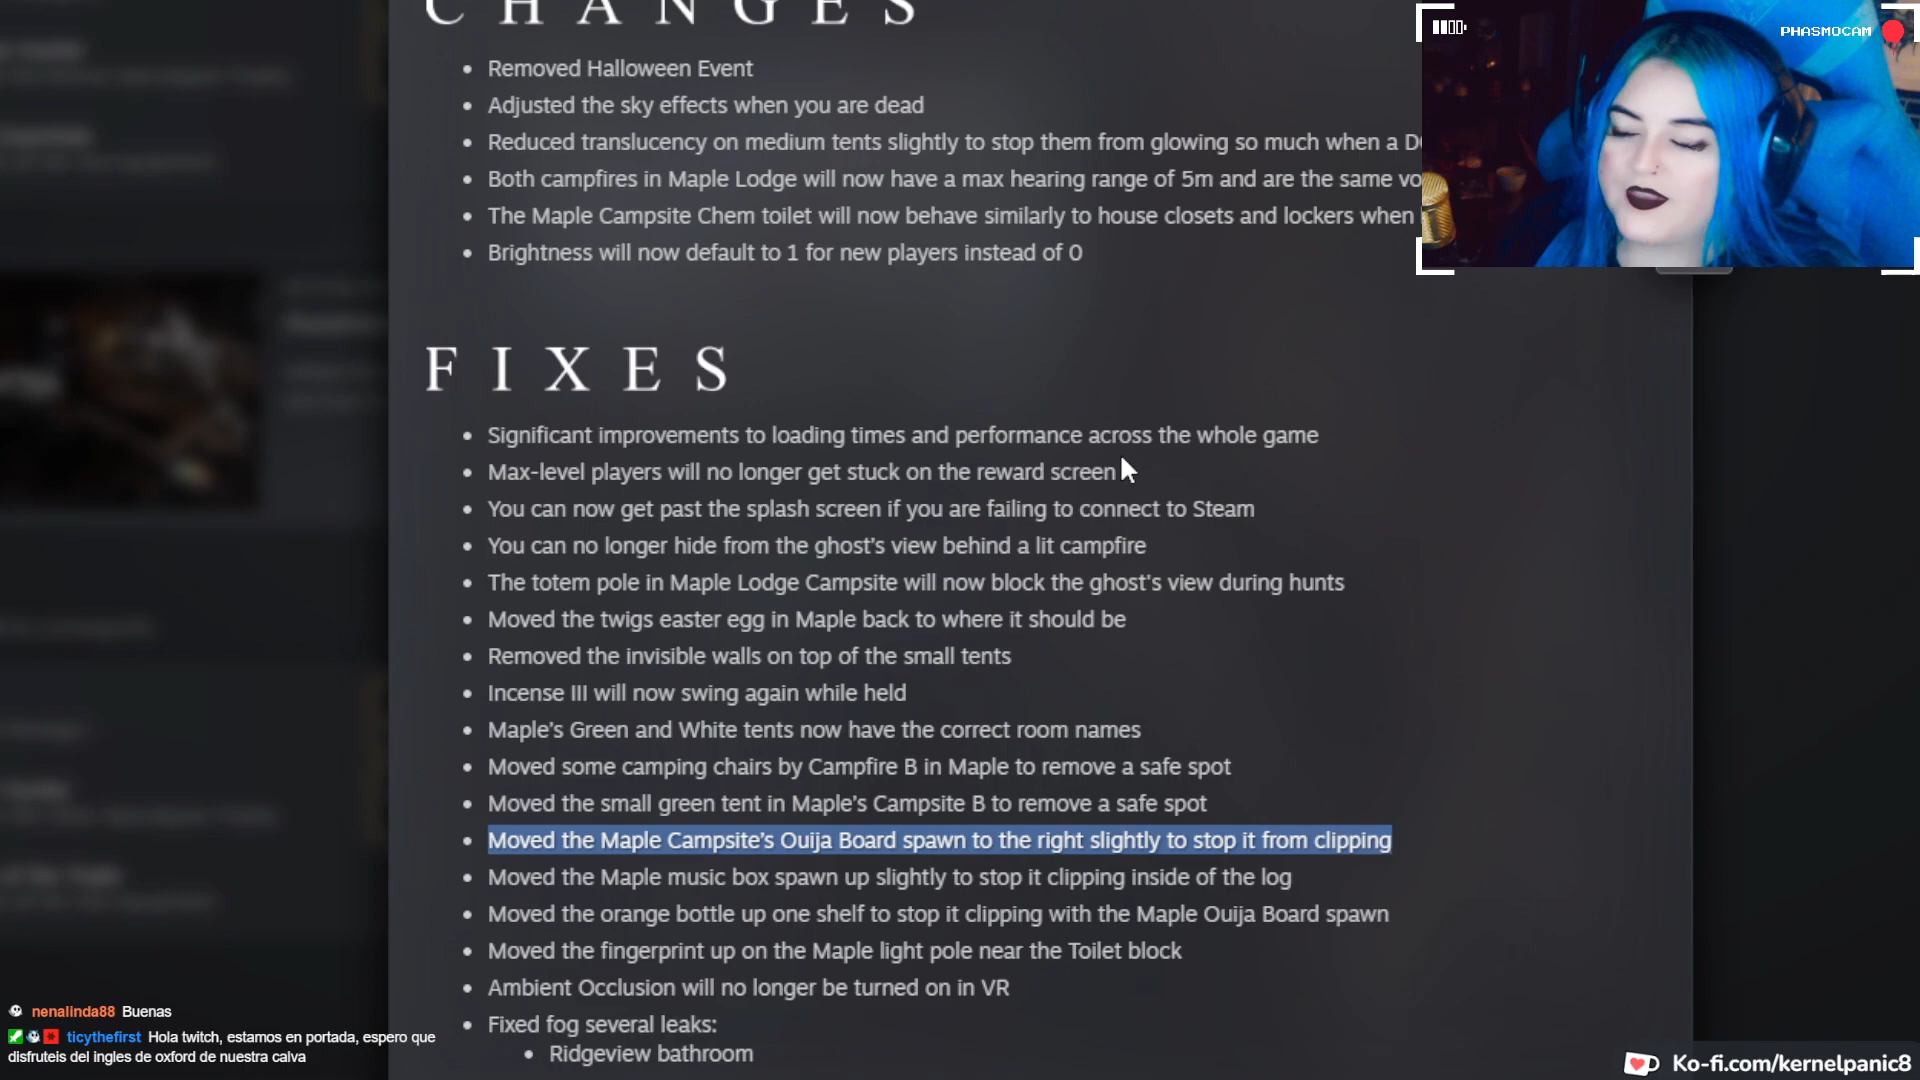 CHANGES
PHASMOCAM
• Removed Halloween Event
• Adjusted the sky effects when you are dead
• Reduced translucency on medium tents slightly to stop them from glowing so much when a
• Both campfires in Maple Lodge will now have a max hearing range of 5m and are the same
• The Maple Campsite Chem toilet will now behave similarly to house closets and lockers when
• Brightness will now default to 1 for new players instead of 0
FIXES
• Significant improvements to loading times and performance across the whole game
• Max-level players will no longer get stuck on the reward screen
• You can now get past the splash screen if you are failing to connect to Steam
• You can no longer hide from the ghost’s view behind a lit campfire
• The totem pole in Maple Lodge Campsite will now block the ghost’s view during hunts
• Moved the twigs easter egg in Maple back to where it should be
• Removed the invisible walls on top of the small tents
• Incense III will now swing again while held
• Maple’s Green and White tents now have the correct room names
• Moved some camping chairs by Campfire B in Maple to remove a safe spot
• Moved the small green tent in Maple’s Campsite B to remove a safe spot
• Moved the Maple Campsite’s Ouija Board spawn to the right slightly to stop it from clipping
• Moved the Maple music box spawn up slightly to stop it clipping inside of the log
• Moved the orange bottle up one shelf to stop it clipping with the Maple Ouija Board spawn
• Moved the fingerprint up on the Maple light pole near the Toilet block
• Ambient Occlusion will no longer be turned on in VR
• Fixed fog several leaks:
• Ridgeview bathroom
nenalinda88 Buenas
ticythefirst Hola twitch, estamos en portada, espero que
disfruteis del ingles de oxford de nuestra calva
Ko-fi.com/kernelpanic8